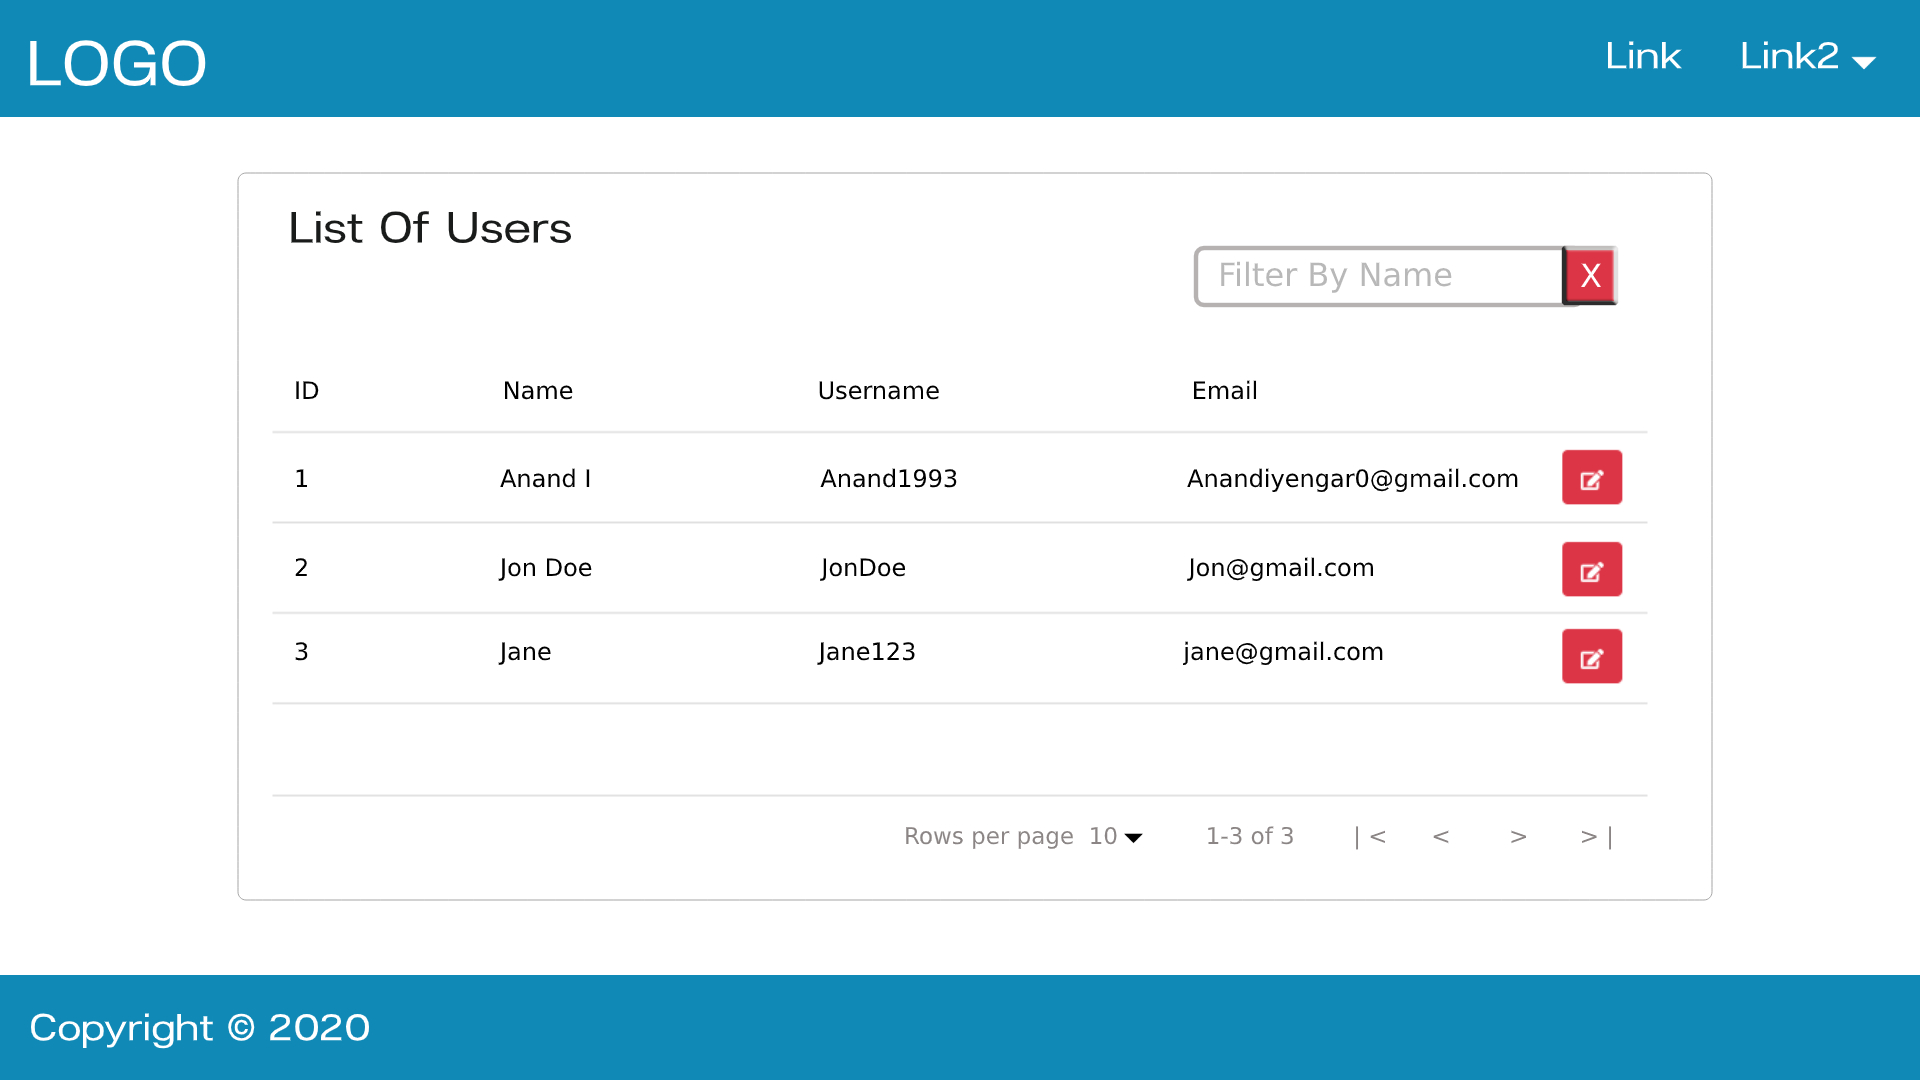 LOGO Link Link2
List Of Users
Filter By Name X
ID Name Username Email
1 Anand I Anand1993 Anandiyengar0@gmail.com
2 Jon Doe JonDoe Jon@gmail.com
3 Jane Jane123 jane@gmail.com
Rows per page 10 1-3 of 3 |< < > >|
Copyright © 2020